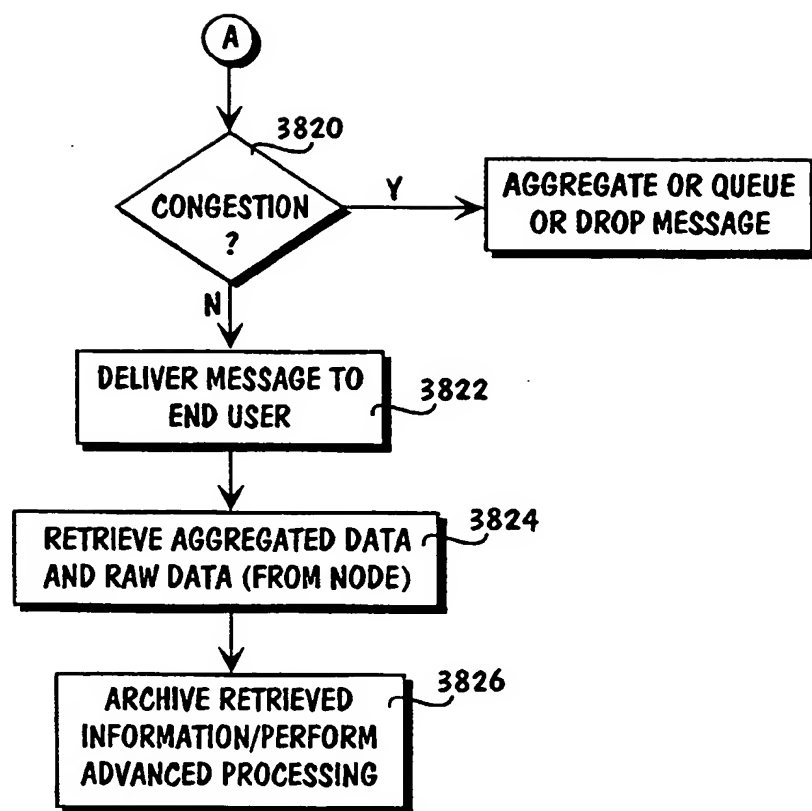 A
3820
CONGESTION
?
Y
AGGREGATE OR QUEUE
OR DROP MESSAGE
N
DELIVER MESSAGE TO
END USER
3822
RETRIEVE AGGREGATED DATA
AND RAW DATA (FROM NODE)
3824
ARCHIVE RETRIEVED
INFORMATION/PERFORM
ADVANCED PROCESSING
3826